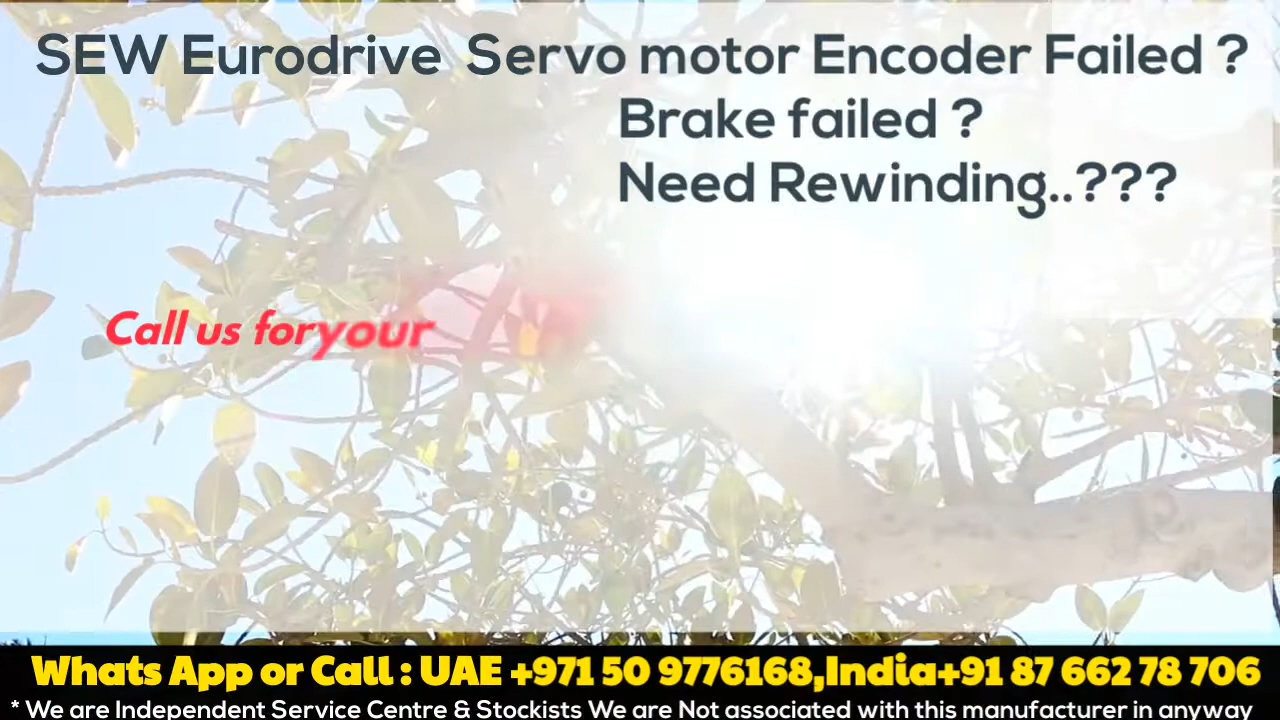 SEW Eurodrive Servo motor Encoder Failed ?
Brake failed ?
Need Rewinding..???
Call us for your
Whats App or Call : UAE +971 50 9776168,India+91 87 662 78 706
* We are Independent Service Centre & Stockists We are Not associated with this manufacturer in anyway